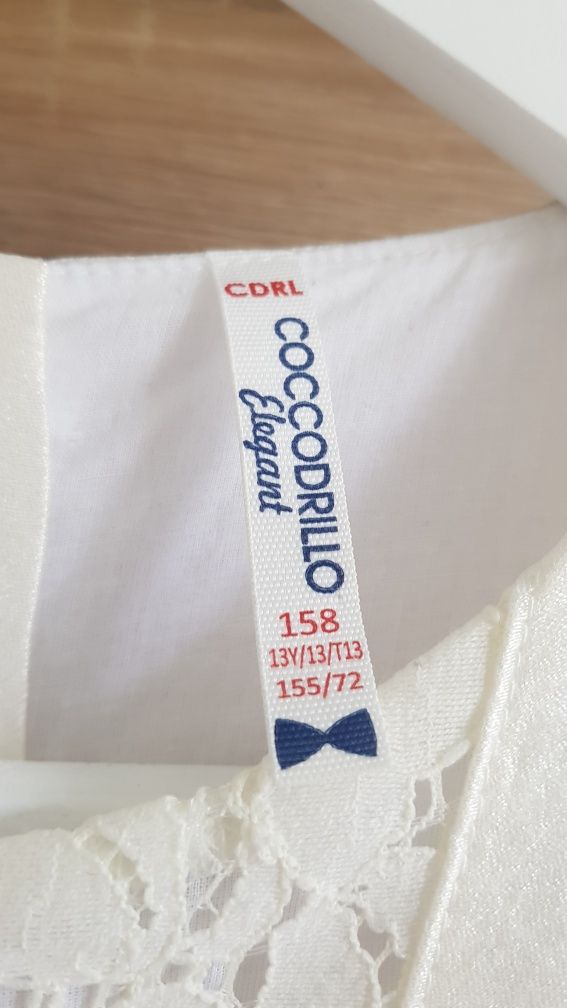 CDRL
COCCODRILLO
Elegant
158
13Y/13/T13
155/72